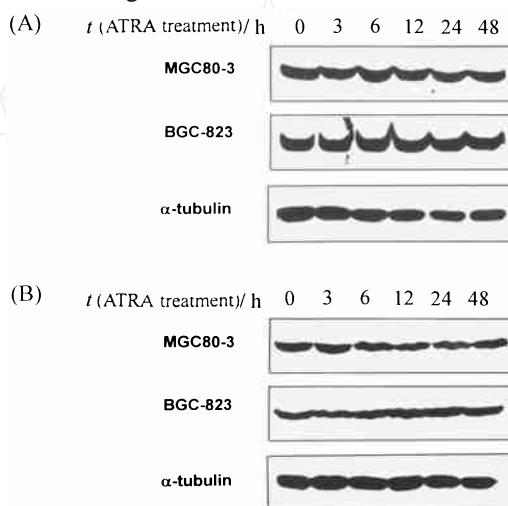 (A) t (ATRA treatment)/ h 0 3 6 12 24 48
MGC80-3
BGC-823
α-tubulin
(B) t (ATRA treatment)/ h 0 3 6 12 24 48
MGC80-3
BGC-823
α-tubulin